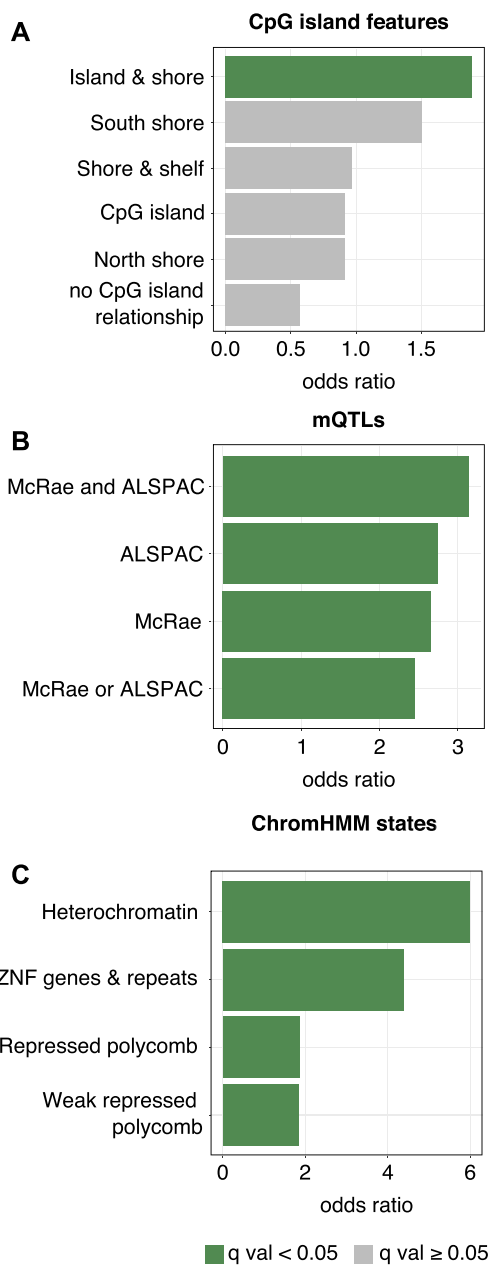 A
CpG island features
Island & shore
South shore
Shore & shelf
CpG island
North shore
no CpG island
relationship
0.0 0.5 1.0 1.5
odds ratio
B
mQTLs
McRae and ALSPAC
ALSPAC
McRae
McRae or ALSPAC
0 1 2 3
odds ratio
ChromHMM states
C
Heterochromatin
ZNF genes & repeats
Repressed polycomb
Weak repressed
polycomb
0 2 4 6
odds ratio
q val < 0.05 q val ≥ 0.05